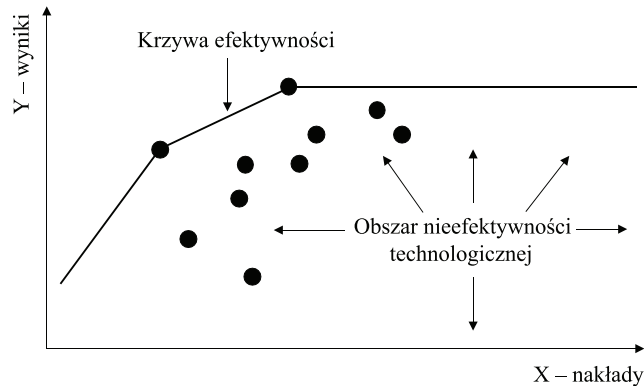 Y – wyniki
Krzywa efektywności
Obszar nieefektywności
technologicznej
X – nakłady